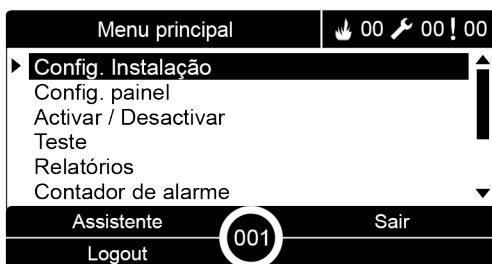 Menu principal 00 00 00
Config. Instalação
Config. painel
Activar / Desactivar
Teste
Relatórios
Contador de alarme
Assistente Sair
001
Logout